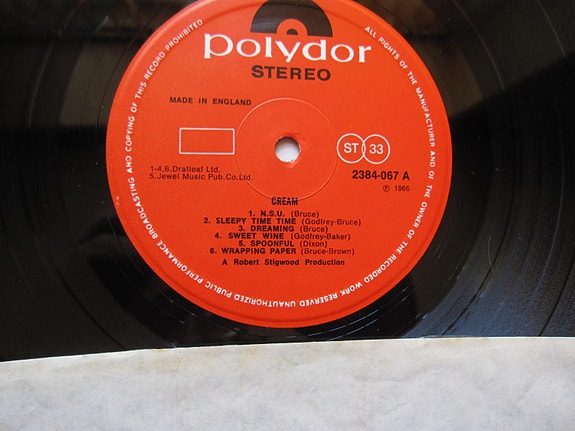 polydor
STEREO
MADE IN ENGLAND
ST 33
1-4,6.Dratleaf Ltd.
5.Jewel Music Pub.Co.Ltd.
2384-067 A
℗ 1966
CREAM
1. N.S.U. (Bruce)
2. SLEEPY TIME TIME (Godfrey-Bruce)
3. DREAMING (Bruce)
4. SWEET WINE (Godfrey-Baker)
5. SPOONFUL (Dixon)
6. WRAPPING PAPER (Bruce-Brown)
A Robert Stigwood Production
ALL RIGHTS OF THE MANUFACTURER AND OF THE OWNER OF THE RECORDED WORK RESERVED UNAUTHORIZED PUBLIC PERFORMANCE BROADCASTING AND COPYING OF THIS RECORD PROHIBITED